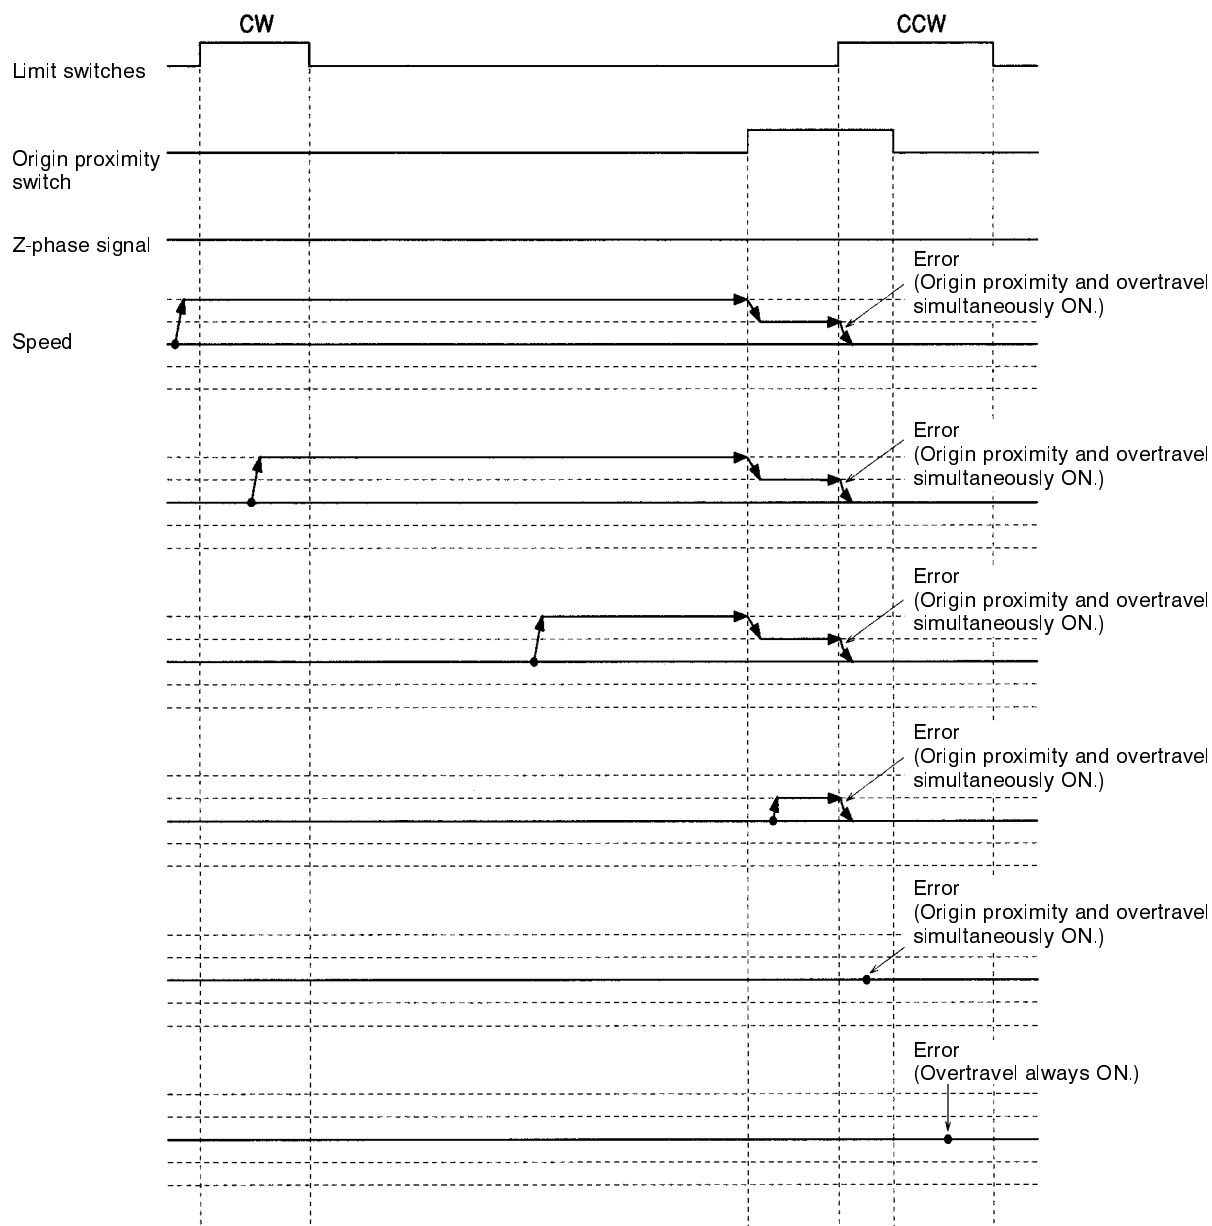 CW
CCW
Limit switches
Origin proximity
switch
Z-phase signal
Error
(Origin proximity and overtravel
simultaneously ON.)
Speed
Error
(Origin proximity and overtravel
simultaneously ON.)
Error
(Origin proximity and overtravel
simultaneously ON.)
Error
(Origin proximity and overtravel
simultaneously ON.)
Error
(Origin proximity and overtravel
simultaneously ON.)
Error
(Overtravel always ON.)